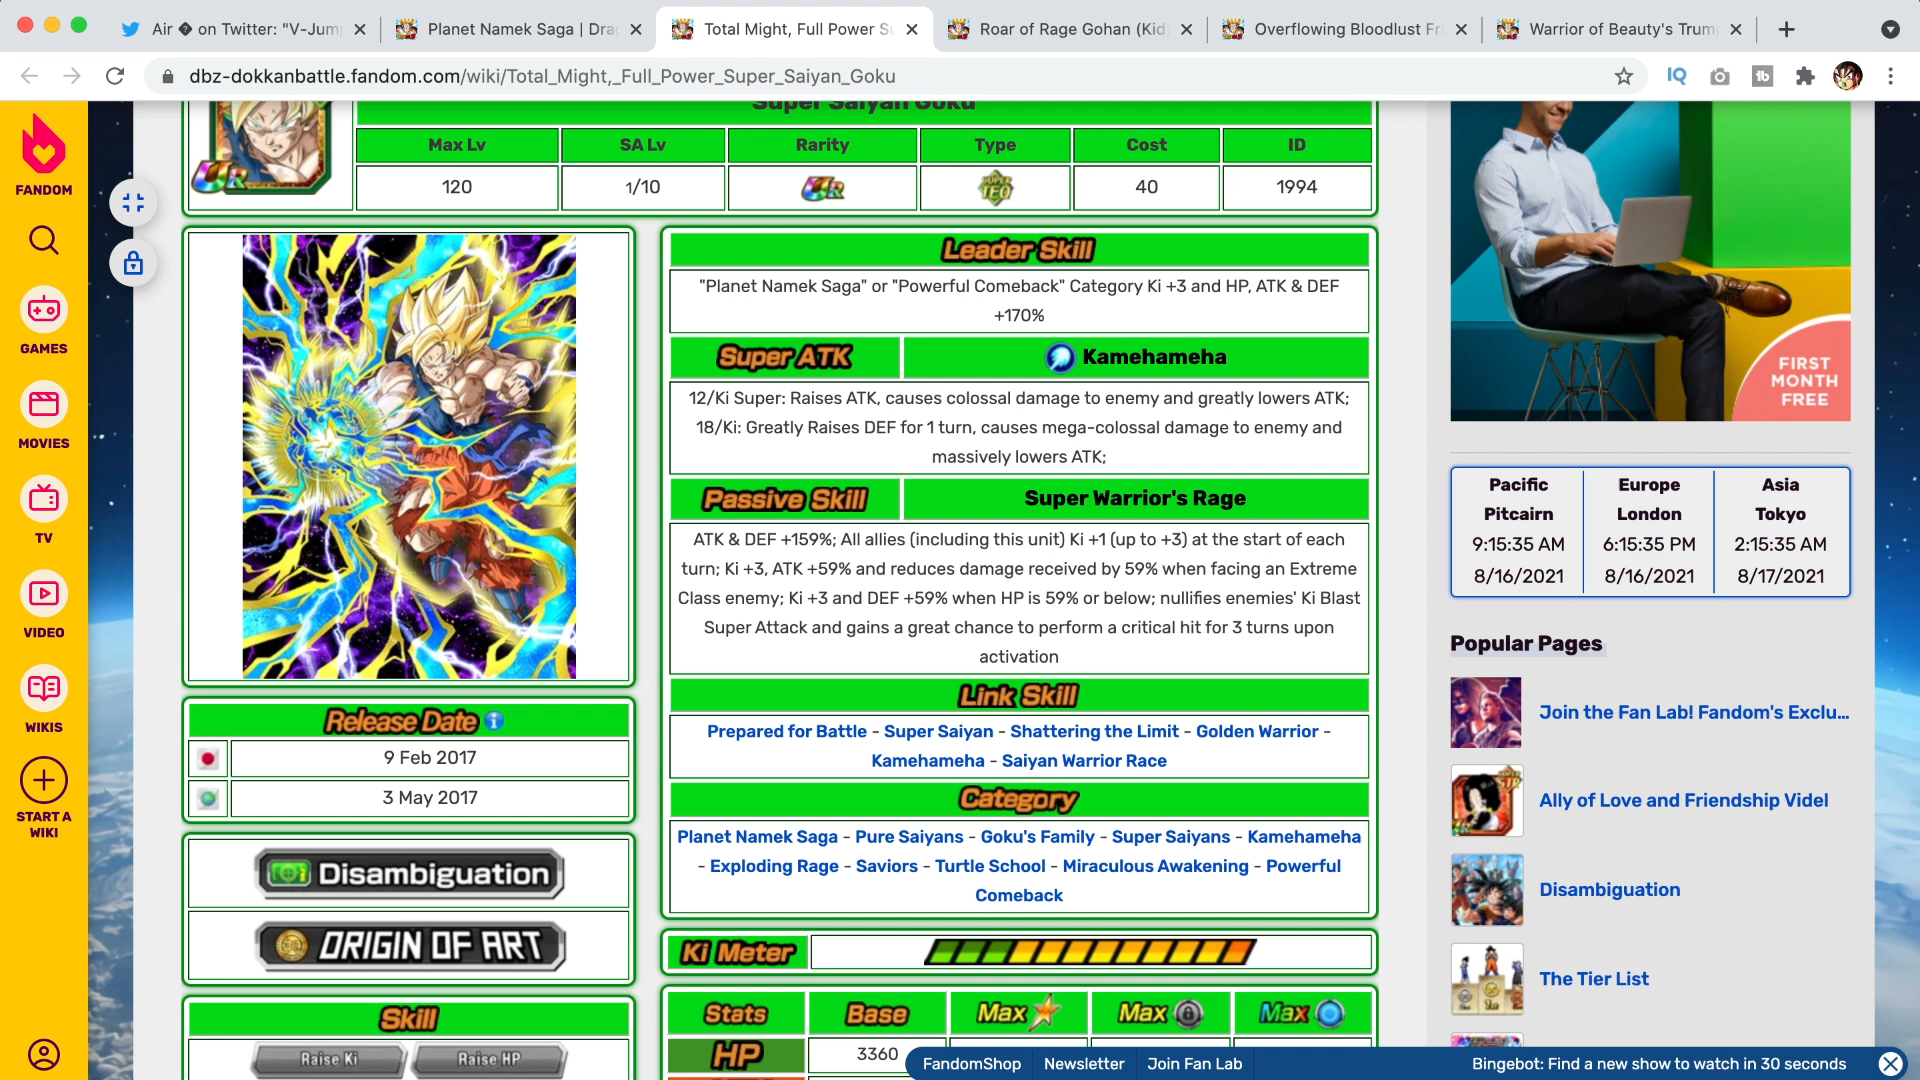 Air � on Twitter: "V-Jum
Planet Namek Saga | Dra
Total Might, Full Power S
Roar of Rage Gohan (Kid
Overflowing Bloodlust Fri
Warrior of Beauty's Trum
dbz-dokkanbattle.fandom.com/wiki/Total_Might,_Full_Power_Super_Saiyan_Goku
IQ
FANDOM
GAMES
MOVIES
TV
VIDEO
WIKIS
START A
WIKI
Super Saiyan Goku
Max Lv SA Lv Rarity Type Cost ID
120 1/10 UR SUPER TEQ 40 1994
UR
Leader Skill
"Planet Namek Saga" or "Powerful Comeback" Category Ki +3 and HP, ATK & DEF
+170%
Super ATK Kamehameha
12/Ki Super: Raises ATK, causes colossal damage to enemy and greatly lowers ATK;
18/Ki: Greatly Raises DEF for 1 turn, causes mega-colossal damage to enemy and
massively lowers ATK;
Passive Skill Super Warrior's Rage
ATK & DEF +159%; All allies (including this unit) Ki +1 (up to +3) at the start of each
turn; Ki +3, ATK +59% and reduces damage received by 59% when facing an Extreme
Class enemy; Ki +3 and DEF +59% when HP is 59% or below; nullifies enemies' Ki Blast
Super Attack and gains a great chance to perform a critical hit for 3 turns upon
activation
Link Skill
Prepared for Battle - Super Saiyan - Shattering the Limit - Golden Warrior -
Kamehameha - Saiyan Warrior Race
Category
Planet Namek Saga - Pure Saiyans - Goku's Family - Super Saiyans - Kamehameha
- Exploding Rage - Saviors - Turtle School - Miraculous Awakening - Powerful
Comeback
Ki Meter
Stats Base Max Max Max
HP 3360
Release Date
9 Feb 2017
3 May 2017
Disambiguation
ORIGIN OF ART
Skill
Raise Ki Raise HP
FIRST
MONTH
FREE
Pacific Europe Asia
Pitcairn London Tokyo
9:15:35 AM 6:15:35 PM 2:15:35 AM
8/16/2021 8/16/2021 8/17/2021
Popular Pages
Join the Fan Lab! Fandom's Exclu...
Ally of Love and Friendship Videl
Disambiguation
The Tier List
FandomShop Newsletter Join Fan Lab
Bingebot: Find a new show to watch in 30 seconds